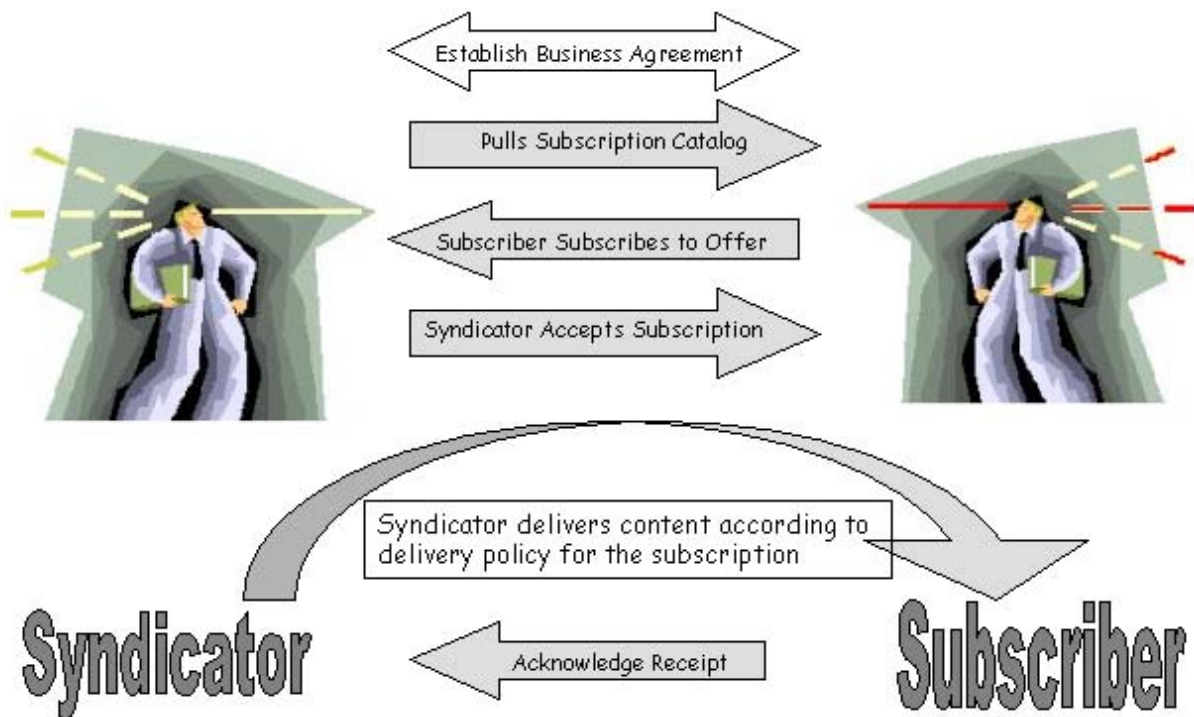 Establish Business Agreement
Pulls Subscription Catalog
Subscriber Subscribes to Offer
Syndicator Accepts Subscription
Syndicator delivers content according to
delivery policy for the subscription
Syndicator
Acknowledge Receipt
Subscriber